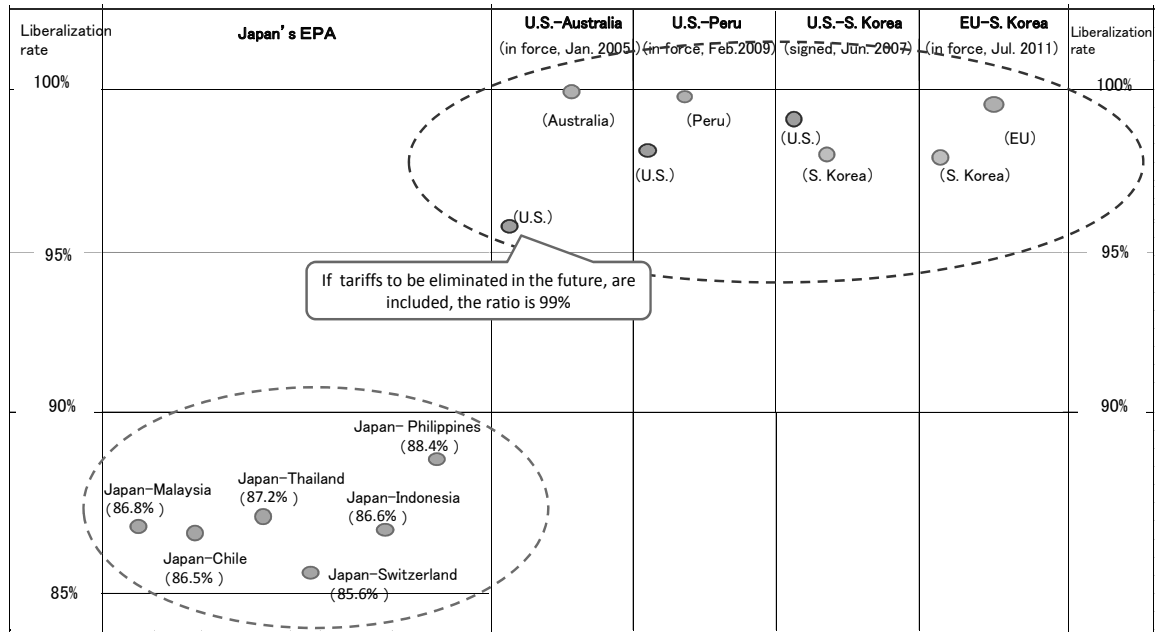 Liberalization
rate
Japan's EPA
U.S.-Australia
(in force, Jan. 2005)
U.S.-Peru
(in force, Feb.2009)
U.S.-S. Korea
(signed, Jun. 2007)
EU-S. Korea
(in force, Jul. 2011)
Liberalization
rate
100%
100%
(Australia)
(Peru)
(U.S.)
(EU)
(U.S.)
(S. Korea)
(S. Korea)
(U.S.)
95%
95%
If tariffs to be eliminated in the future, are
included, the ratio is 99%
90%
90%
Japan- Philippines
(88.4% )
Japan-Thailand
(87.2% )
Japan-Malaysia
(86.8% )
Japan-Indonesia
(86.6% )
Japan-Chile
(86.5% )
Japan-Switzerland
(85.6% )
85%